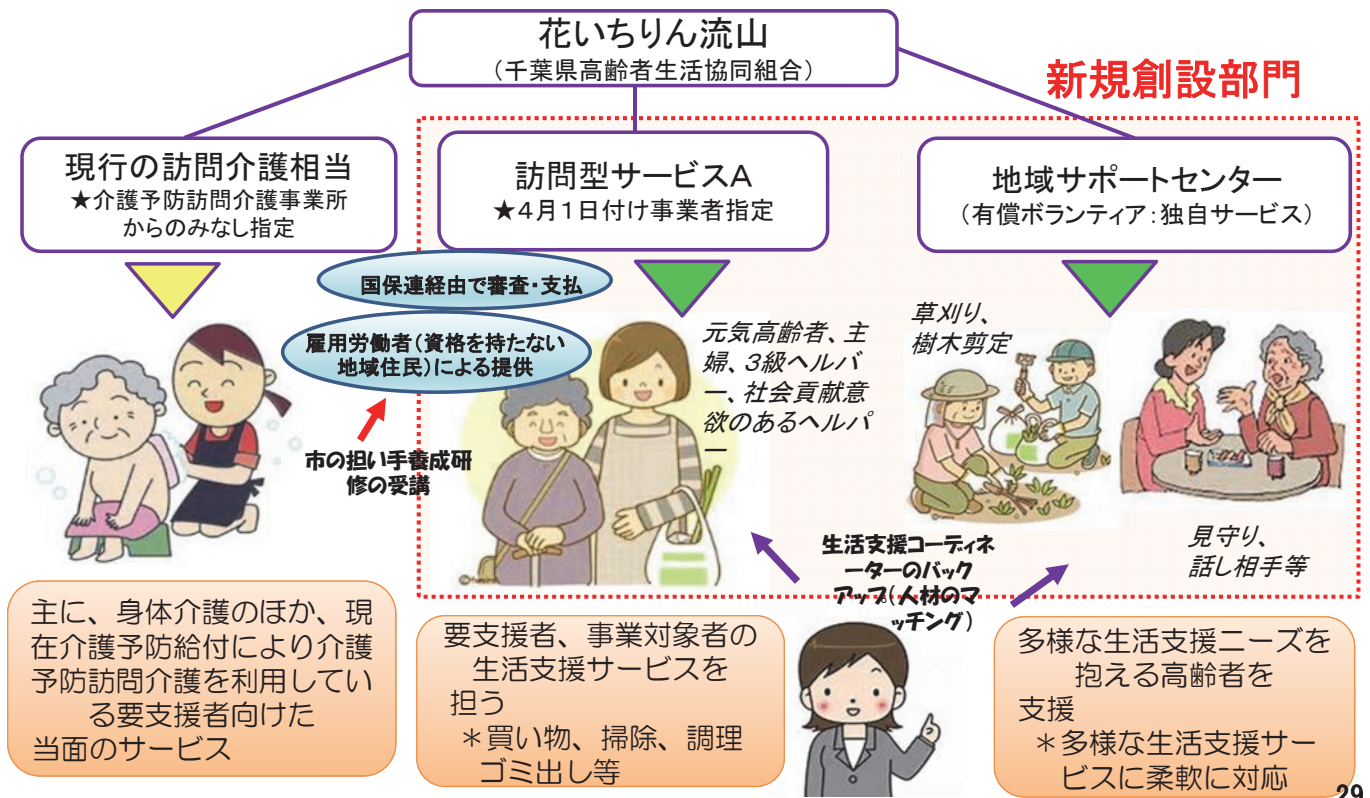 花いちりん流山
（千葉県高齢者生活協同組合）
新規創設部門
現行の訪問介護相当
★介護予防訪問介護事業所
からのみなし指定
訪問型サービスA
★4月1日付け事業者指定
地域サポートセンター
（有償ボランティア：独自サービス）
国保連経由で審査・支払
雇用労働者（資格を持たない
地域住民）による提供
市の担い手養成研
修の受講
元気高齢者、主
婦、3級ヘルパ
ー、社会貢献意
欲のあるヘルパ
ー
草刈り、
樹木剪定
見守り、
話し相手等
生活支援コーディネ
ーターのバック
アップ（人材のマ
ッチング）
主に、身体介護のほか、現
在介護予防給付により介護
予防訪問介護を利用してい
る要支援者向けた
当面のサービス
要支援者、事業対象者の
生活支援サービスを
担う
＊買い物、掃除、調理
ゴミ出し等
多様な生活支援ニーズを
抱える高齢者を
支援
＊多様な生活支援サー
ビスに柔軟に対応
29